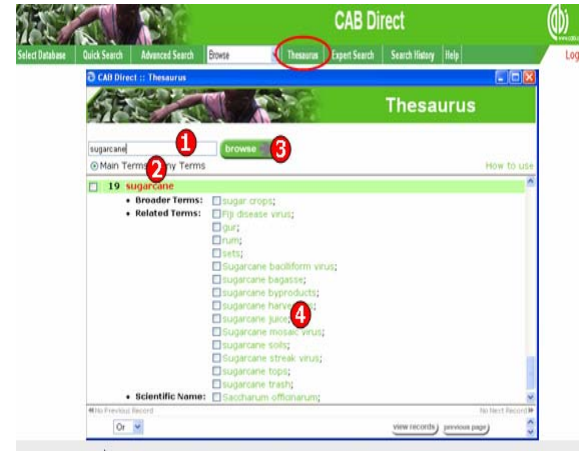 CAB Direct
Select Database Quick Search Advanced Search Browse Thesaurus Expert Search Search History Help Log
CAB Direct :: Thesaurus
Thesaurus
sugarcane 1 browse 3
Main Terms 2 ny Terms How to use
19 sugarcane
• Broader Terms: sugar crops;
• Related Terms: Fiji disease virus;
gur;
rum;
sets;
Sugarcane bacilliform virus;
sugarcane bagasse;
sugarcane byproducts;
sugarcane harvesters;
sugarcane juice; 4
Sugarcane mosaic virus;
sugarcane soils;
Sugarcane streak virus;
sugarcane tops;
sugarcane trash;
• Scientific Name: Saccharum officinarum;
No Previous Record No Next Record
Or view records previous page